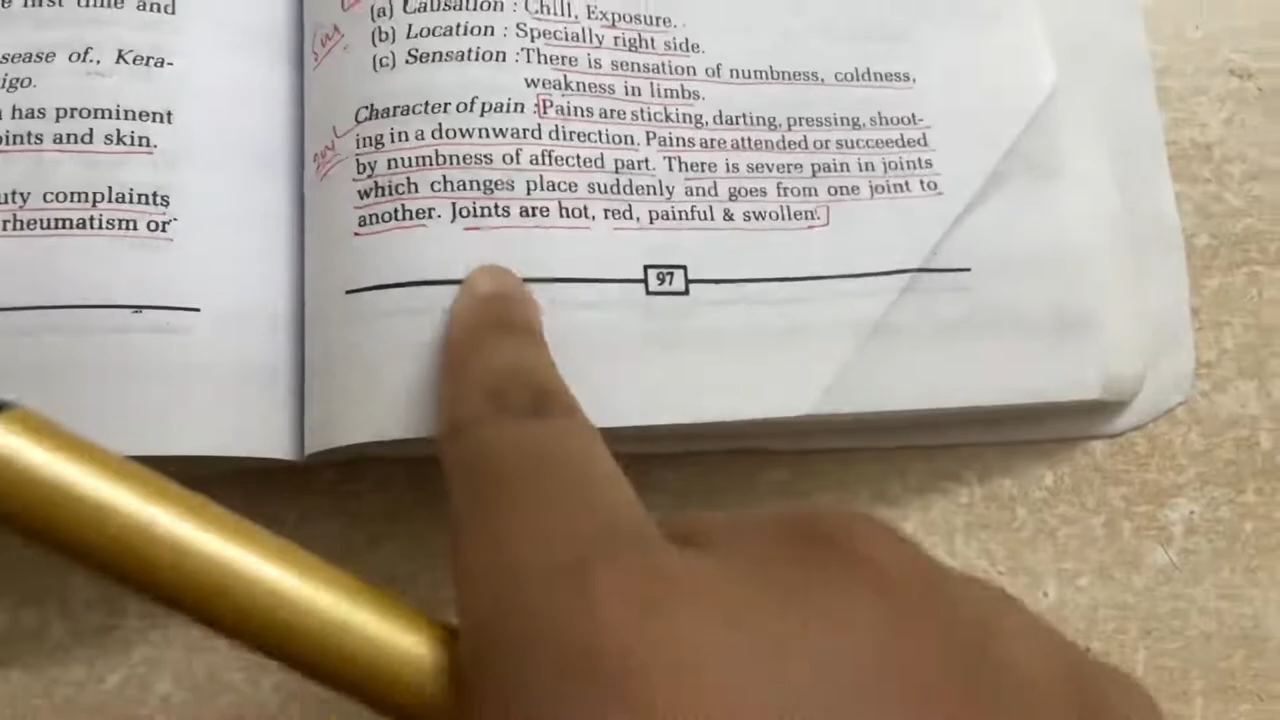 e first time and
sease of., Kera-
igo.
has prominent
oints and skin.
uty complaints
rheumatism or
(a) Causation : Chill, Exposure.
(b) Location : Specially right side.
(c) Sensation :There is sensation of numbness, coldness,
weakness in limbs.
Character of pain :Pains are sticking, darting, pressing, shoot-
ing in a downward direction. Pains are attended or succeeded
by numbness of affected part. There is severe pain in joints
which changes place suddenly and goes from one joint to
another. Joints are hot, red, painful & swollen.
97